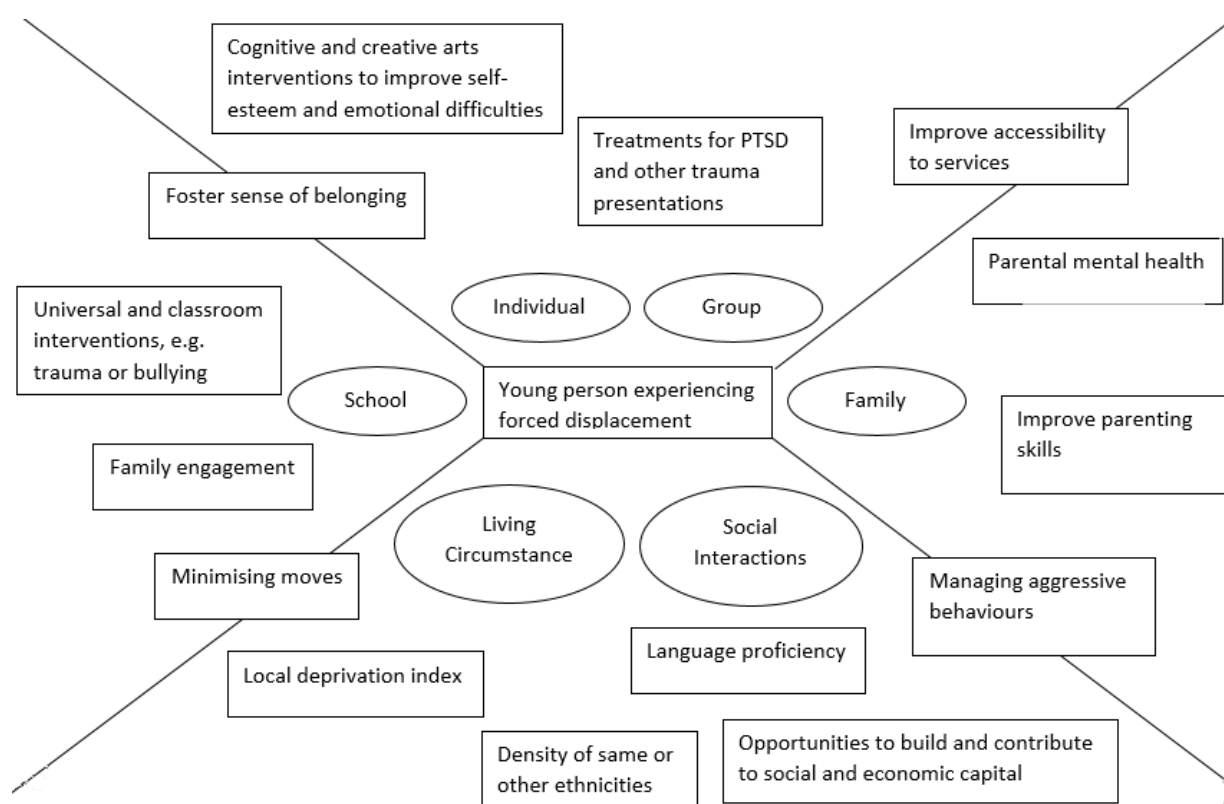 Cognitive and creative arts
interventions to improve self-
esteem and emotional difficulties
Treatments for PTSD
and other trauma
presentations
Improve accessibility
to services
Foster sense of belonging
Parental mental health
Universal and classroom
interventions, e.g.
trauma or bullying
Individual
Group
School
Young person experiencing
forced displacement
Family
Improve parenting
skills
Family engagement
Living
Circumstance
Social
Interactions
Minimising moves
Managing aggressive
behaviours
Local deprivation index
Language proficiency
Density of same or
other ethnicities
Opportunities to build and contribute
to social and economic capital